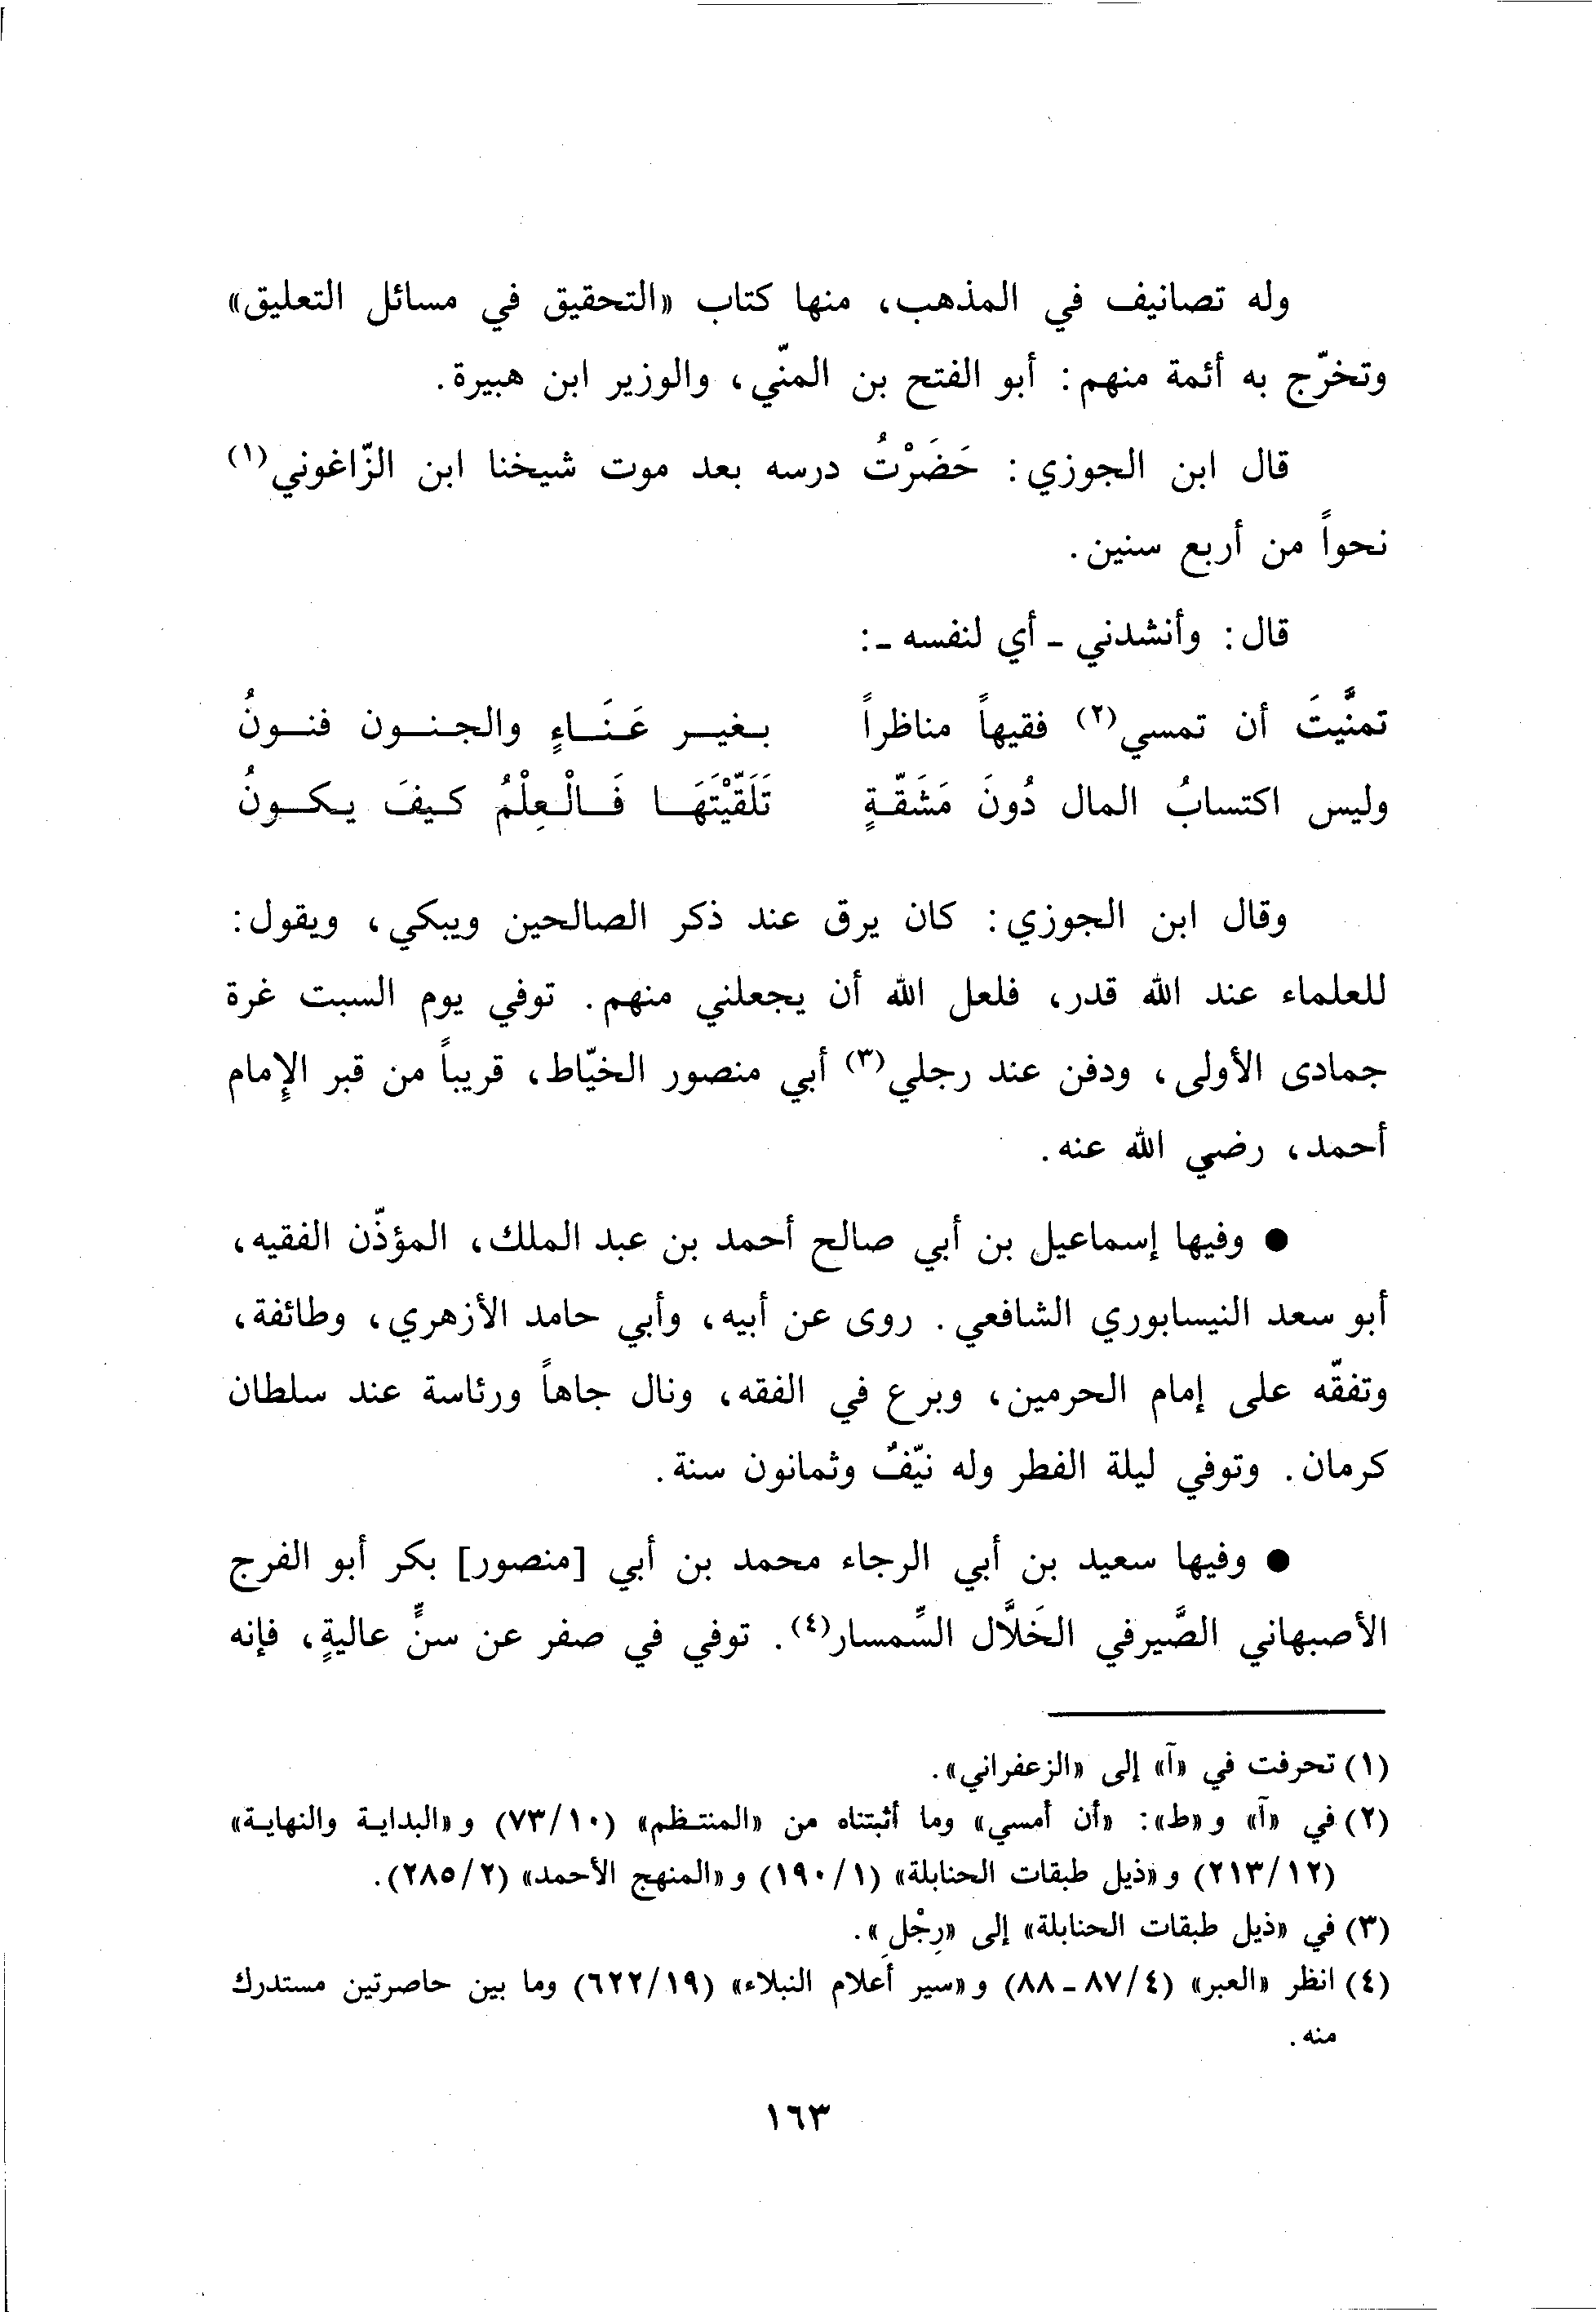 وله تصانيف في المذهب، منها كتاب «التحقيق في مسائل التعليق»
وتخرّج به أئمة منهم: أبو الفتح بن المنّي، والوزير ابن هبيرة.
قال ابن الجوزي: حَضَرْتُ درسه بعد موت شيخنا ابن الزّاغوني(١)
نحواً من أربع سنين.
قال: وأنشدني ـ أي لنفسه ـ:
تمنَّيتَ أن تمسي(٢) فقيهاً مناظراً بغير عَنَاءٍ والجنون فنونُ
وليس اكتسابُ المال دُونَ مَشَقّةٍ تَلَقّيْتَهَا فَالْعِلْمُ كيفَ يكونُ
وقال ابن الجوزي: كان يرق عند ذكر الصالحين ويبكي، ويقول:
للعلماء عند الله قدر، فلعل الله أن يجعلني منهم. توفي يوم السبت غرة
جمادى الأولى، ودفن عند رجلي(٣) أبي منصور الخيّاط، قريباً من قبر الإمام
أحمد، رضي الله عنه.
● وفيها إسماعيل بن أبي صالح أحمد بن عبد الملك، المؤذّن الفقيه،
أبو سعد النيسابوري الشافعي. روى عن أبيه، وأبي حامد الأزهري، وطائفة،
وتفقّه على إمام الحرمين، وبرع في الفقه، ونال جاهاً ورئاسة عند سلطان
كرمان. وتوفي ليلة الفطر وله نيّفٌ وثمانون سنة.
● وفيها سعيد بن أبي الرجاء محمد بن أبي [منصور] بكر أبو الفرج
الأصبهاني الصَّيرفي الخَلاَّل السِّمسار(٤). توفي في صفر عن سنٍّ عاليةٍ، فإنه
(١) تحرفت في «آ» إلى «الزعفراني».
(٢) في «آ» و«ط»: «أن أمسي» وما أثبتناه من «المنتظم» (٧٣/١٠) و«البداية والنهاية»
(٢١٣/١٢) و«ذيل طبقات الحنابلة» (١٩٠/١) و«المنهج الأحمد» (٢٨٥/٢).
(٣) في «ذيل طبقات الحنابلة» إلى «رِجْل».
(٤) انظر «العبر» (٨٧/٤ ـ ٨٨) و«سير أعلام النبلاء» (٦٢٢/١٩) وما بين حاصرتين مستدرك
منه.
١٦٣